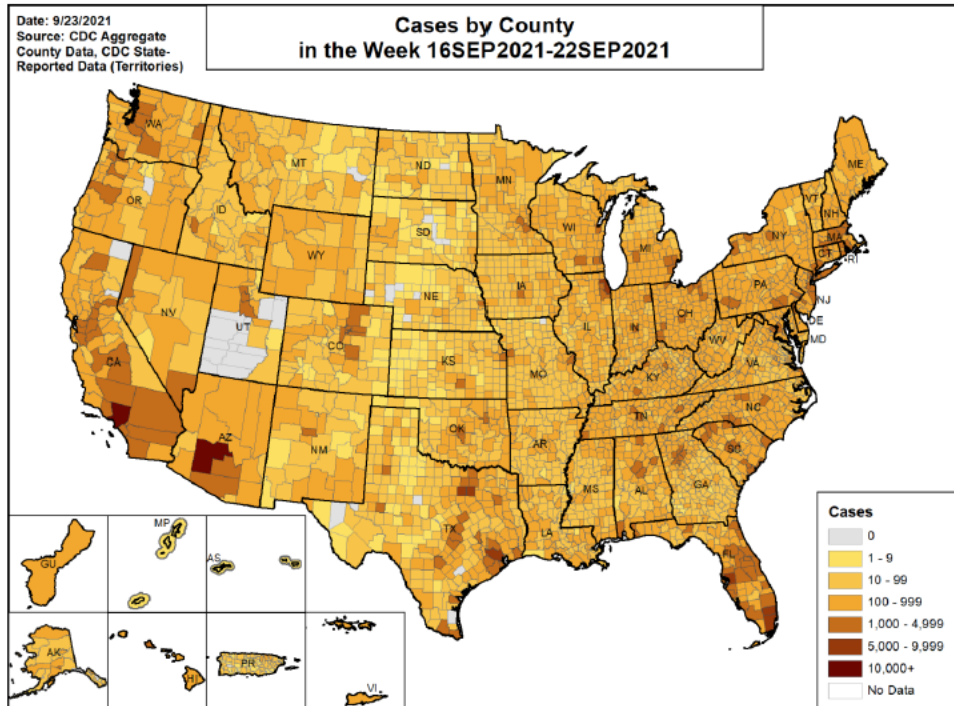 Date: 9/23/2021
Source: CDC Aggregate
County Data, CDC State-
Reported Data (Territories)
Cases by County
in the Week 16SEP2021-22SEP2021
WA
MT
ND
MN
ME
OR
ID
SD
WI
MI
VT
NH
NY
MA
CT
RI
WY
NE
IA
PA
NJ
NV
UT
CO
IL
IN
OH
DE
MD
WV
VA
CA
KS
MO
KY
AZ
NM
OK
AR
TN
NC
SC
TX
LA
MS
AL
GA
FL
MP
GU
AS
AK
HI
PR
VI
Cases
0
1 - 9
10 - 99
100 - 999
1,000 - 4,999
5,000 - 9,999
10,000+
No Data